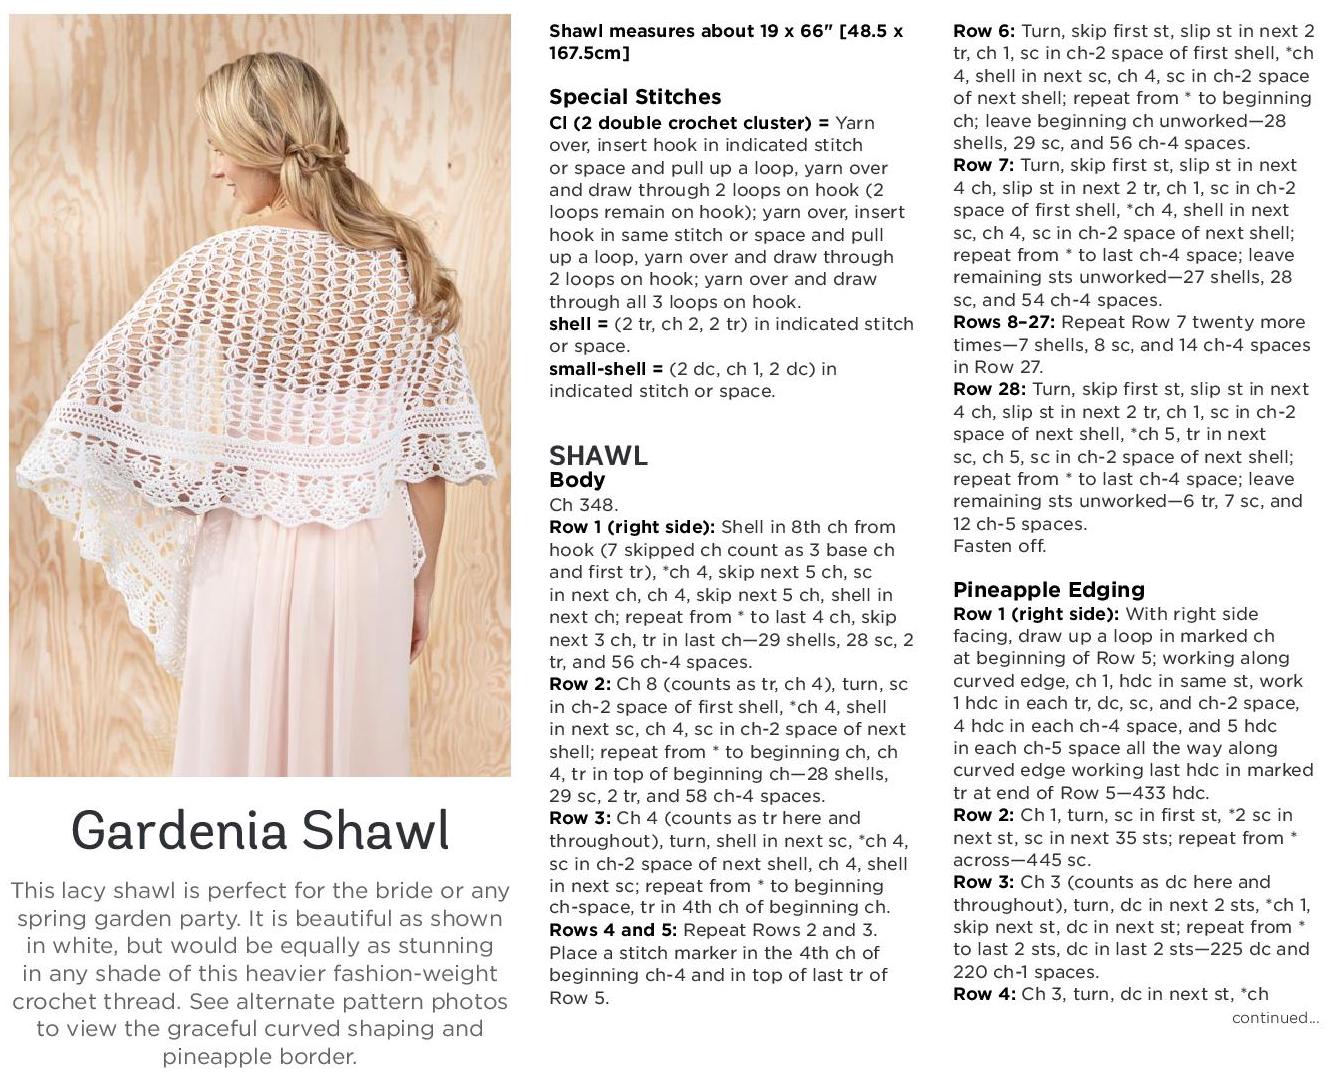 Gardenia Shawl
This lacy shawl is perfect for the bride or any
spring garden party. It is beautiful as shown
in white, but would be equally as stunning
in any shade of this heavier fashion-weight
crochet thread. See alternate pattern photos
to view the graceful curved shaping and
pineapple border.
Shawl measures about 19 x 66" [48.5 x
167.5cm]
Special Stitches
Cl (2 double crochet cluster) = Yarn
over, insert hook in indicated stitch
or space and pull up a loop, yarn over
and draw through 2 loops on hook (2
loops remain on hook); yarn over, insert
hook in same stitch or space and pull
up a loop, yarn over and draw through
2 loops on hook; yarn over and draw
through all 3 loops on hook.
shell = (2 tr, ch 2, 2 tr) in indicated stitch
or space.
small-shell = (2 dc, ch 1, 2 dc) in
indicated stitch or space.
SHAWL
Body
Ch 348.
Row 1 (right side): Shell in 8th ch from
hook (7 skipped ch count as 3 base ch
and first tr), *ch 4, skip next 5 ch, sc
in next ch, ch 4, skip next 5 ch, shell in
next ch; repeat from * to last 4 ch, skip
next 3 ch, tr in last ch—29 shells, 28 sc, 2
tr, and 56 ch-4 spaces.
Row 2: Ch 8 (counts as tr, ch 4), turn, sc
in ch-2 space of first shell, *ch 4, shell
in next sc, ch 4, sc in ch-2 space of next
shell; repeat from * to beginning ch, ch
4, tr in top of beginning ch—28 shells,
29 sc, 2 tr, and 58 ch-4 spaces.
Row 3: Ch 4 (counts as tr here and
throughout), turn, shell in next sc, *ch 4,
sc in ch-2 space of next shell, ch 4, shell
in next sc; repeat from * to beginning
ch-space, tr in 4th ch of beginning ch.
Rows 4 and 5: Repeat Rows 2 and 3.
Place a stitch marker in the 4th ch of
beginning ch-4 and in top of last tr of
Row 5.
Row 6: Turn, skip first st, slip st in next 2
tr, ch 1, sc in ch-2 space of first shell, *ch
4, shell in next sc, ch 4, sc in ch-2 space
of next shell; repeat from * to beginning
ch; leave beginning ch unworked—28
shells, 29 sc, and 56 ch-4 spaces.
Row 7: Turn, skip first st, slip st in next
4 ch, slip st in next 2 tr, ch 1, sc in ch-2
space of first shell, *ch 4, shell in next
sc, ch 4, sc in ch-2 space of next shell;
repeat from * to last ch-4 space; leave
remaining sts unworked—27 shells, 28
sc, and 54 ch-4 spaces.
Rows 8–27: Repeat Row 7 twenty more
times—7 shells, 8 sc, and 14 ch-4 spaces
in Row 27.
Row 28: Turn, skip first st, slip st in next
4 ch, slip st in next 2 tr, ch 1, sc in ch-2
space of next shell, *ch 5, tr in next
sc, ch 5, sc in ch-2 space of next shell;
repeat from * to last ch-4 space; leave
remaining sts unworked—6 tr, 7 sc, and
12 ch-5 spaces.
Fasten off.
Pineapple Edging
Row 1 (right side): With right side
facing, draw up a loop in marked ch
at beginning of Row 5; working along
curved edge, ch 1, hdc in same st, work
1 hdc in each tr, dc, sc, and ch-2 space,
4 hdc in each ch-4 space, and 5 hdc
in each ch-5 space all the way along
curved edge working last hdc in marked
tr at end of Row 5—433 hdc.
Row 2: Ch 1, turn, sc in first st, *2 sc in
next st, sc in next 35 sts; repeat from *
across—445 sc.
Row 3: Ch 3 (counts as dc here and
throughout), turn, dc in next 2 sts, *ch 1,
skip next st, dc in next st; repeat from *
to last 2 sts, dc in last 2 sts—225 dc and
220 ch-1 spaces.
Row 4: Ch 3, turn, dc in next st, *ch
continued...